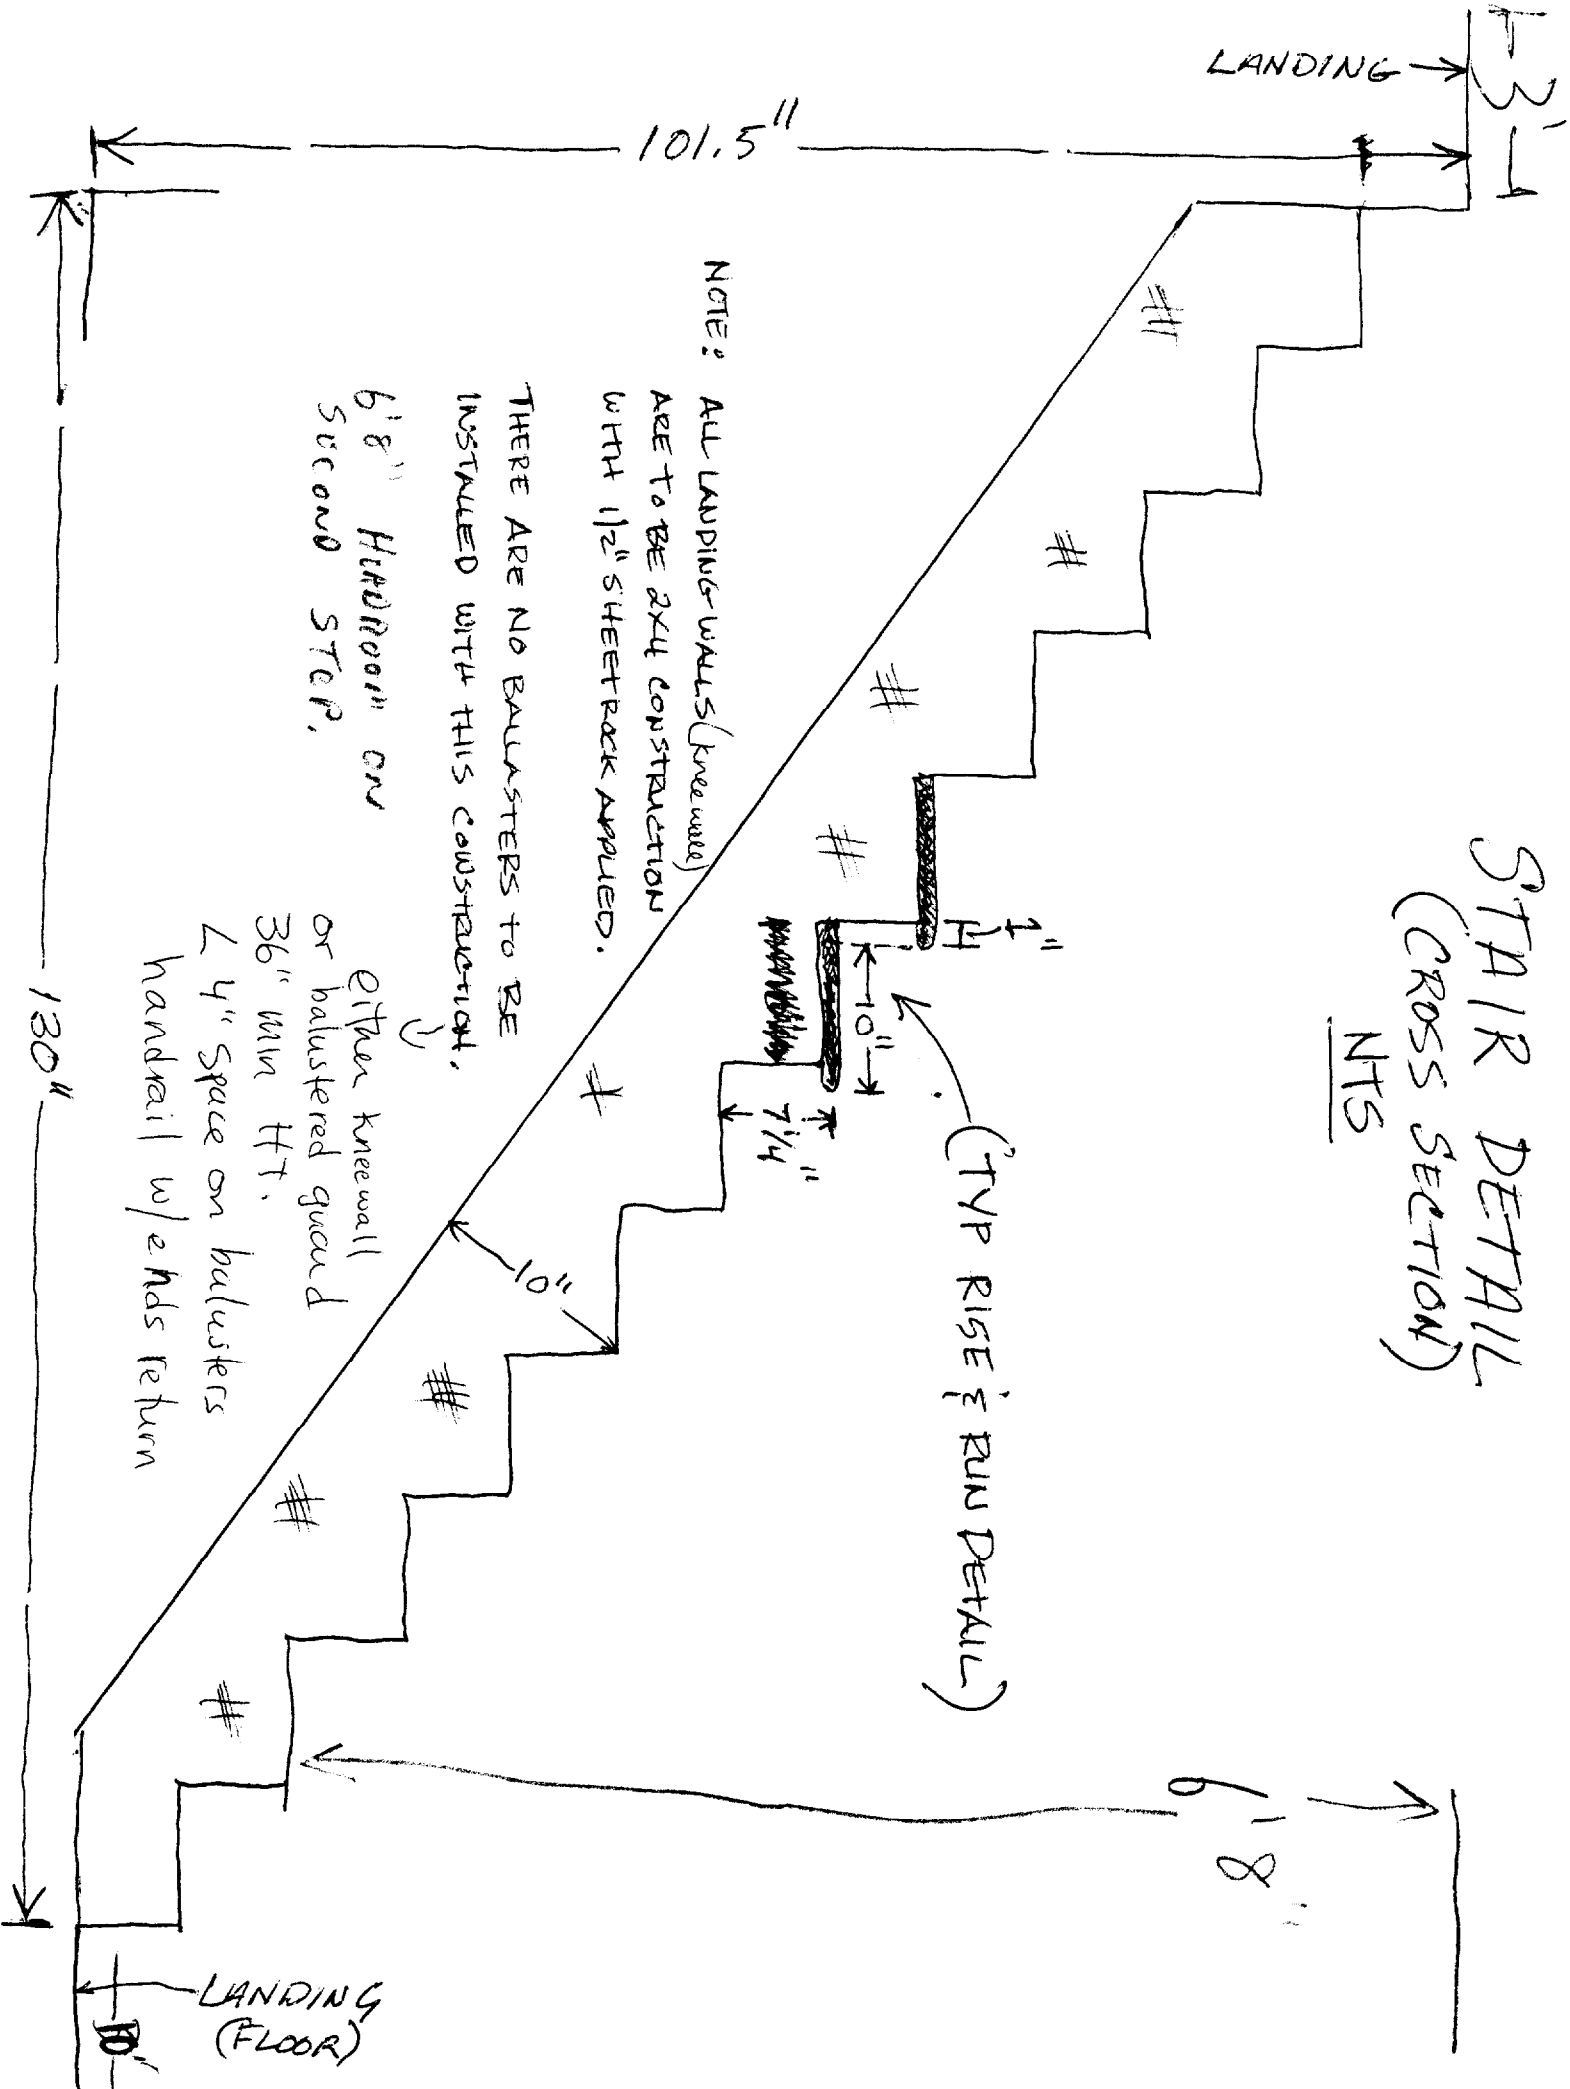 STAIR DETAIL
(CROSS SECTION)
NTS
3'
LANDING
101.5"
1"
10"
7 1/4"
(TYP RISE & RUN DETAIL)
6'8"
NOTE: ALL LANDING WALLS (kneewall)
ARE TO BE 2X4 CONSTRUCTION
WITH 1/2" SHEETROCK APPLIED.
THERE ARE NO BALLASTERS TO BE
INSTALLED WITH THIS CONSTRUCTION.
6'8" HEADROOM ON
SECOND STEP.
10"
either kneewall
or balustered guard
36" min HT.
< 4" space on balusters
handrail w/ ends return
LANDING
(FLOOR)
130"